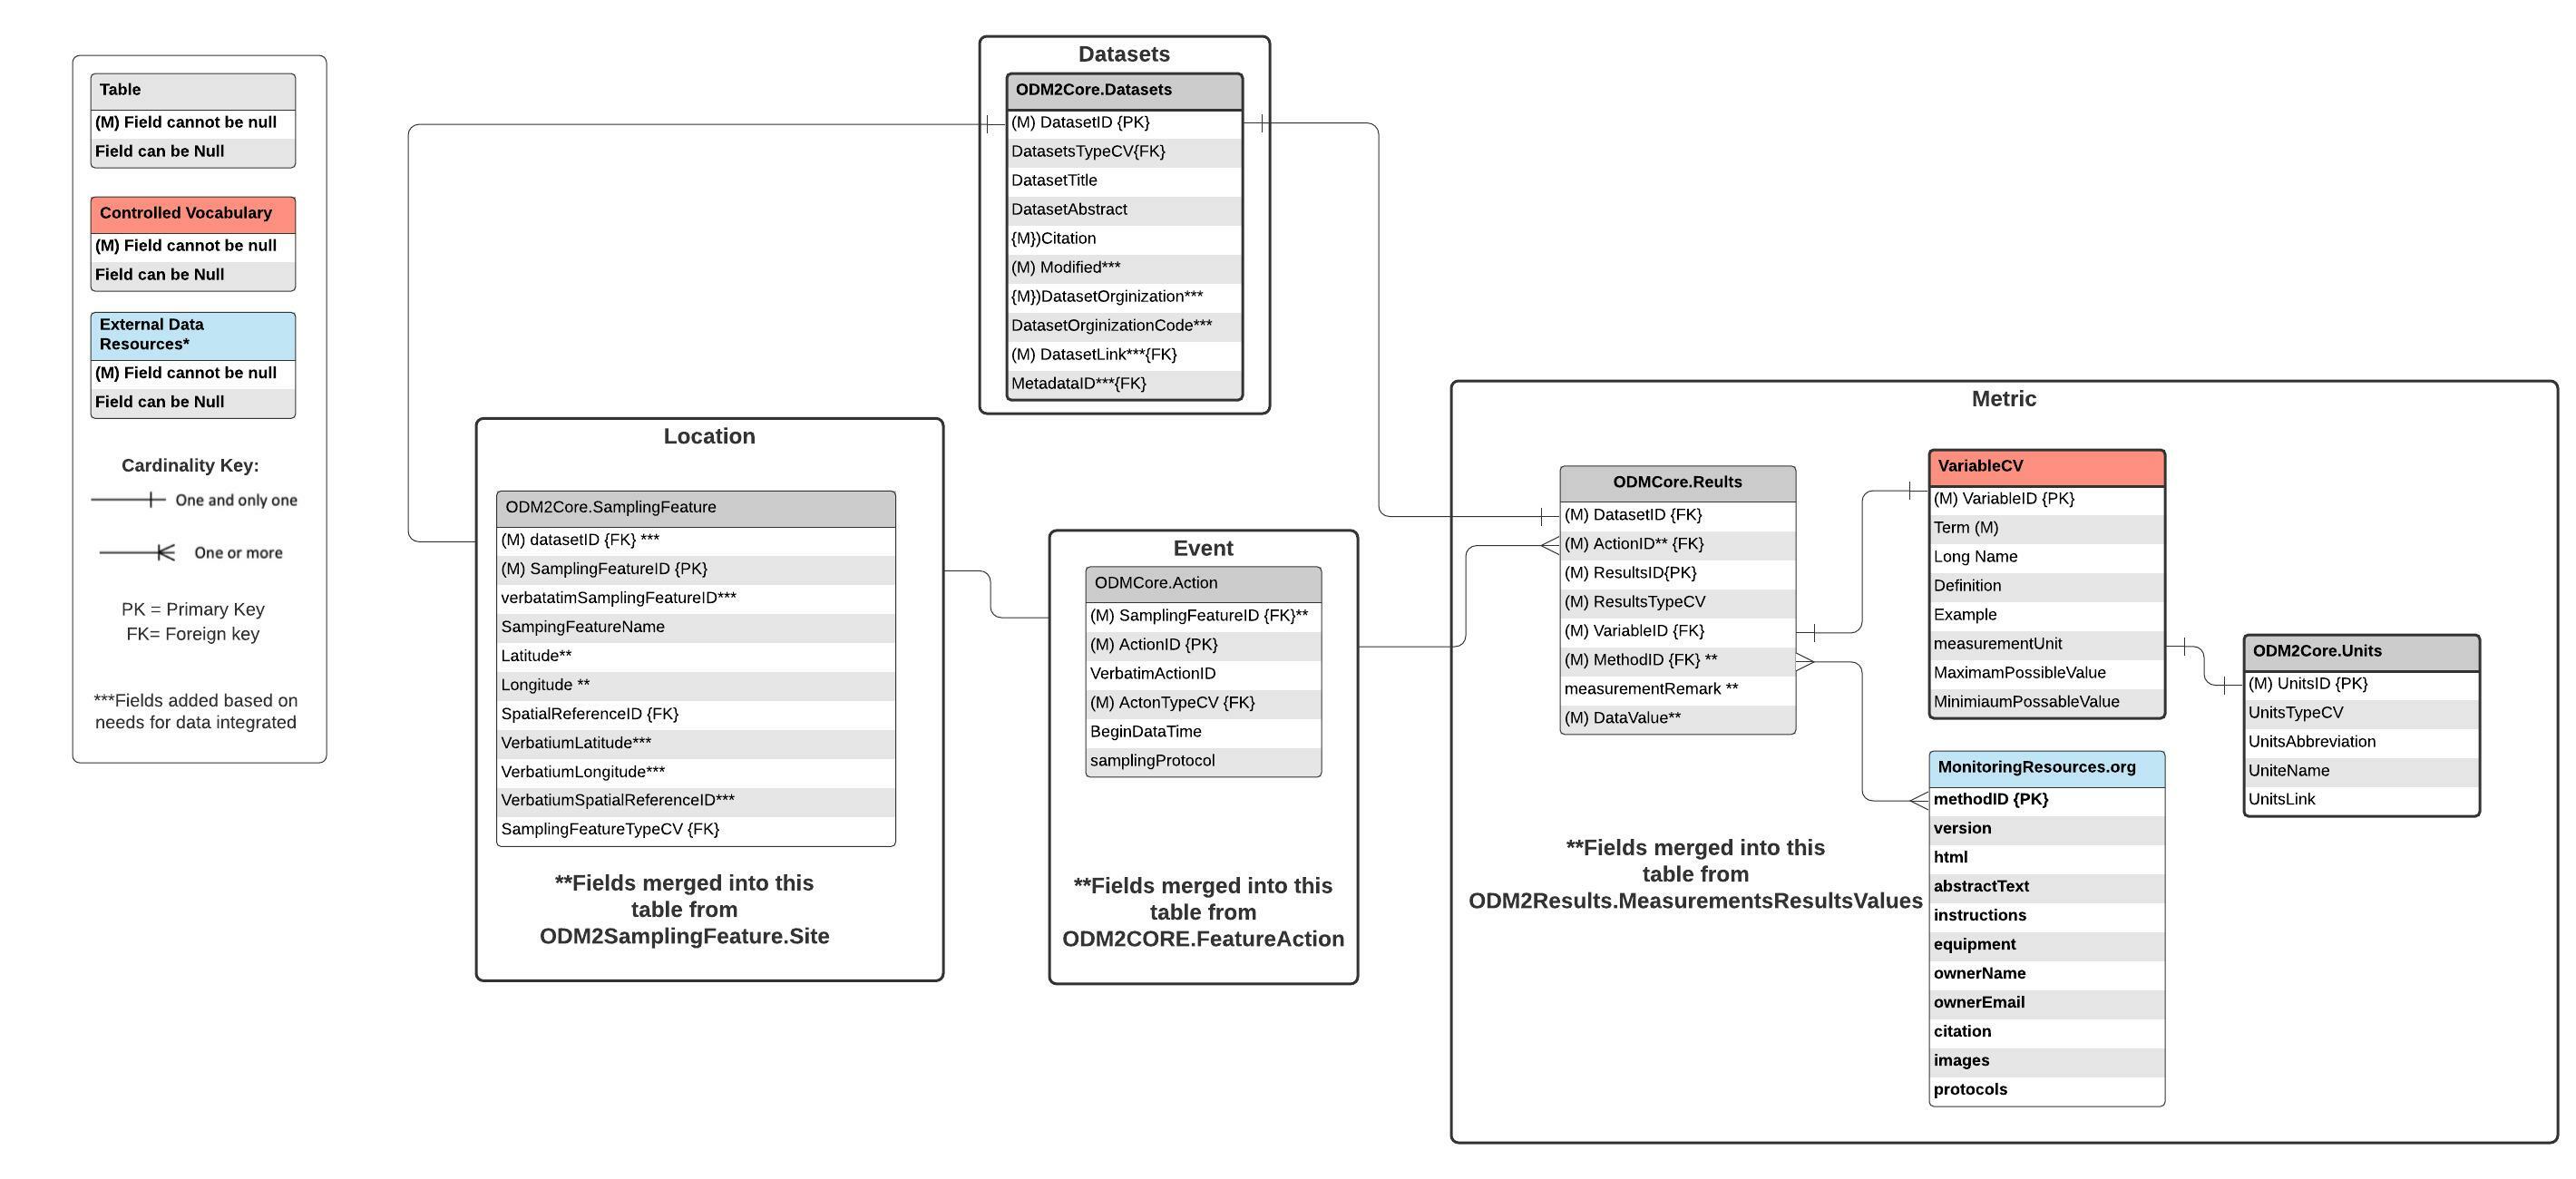 Table
(M) Field cannot be null
Field can be Null
Controlled Vocabulary
(M) Field cannot be null
Field can be Null
External Data
Resources*
(M) Field cannot be null
Field can be Null
Cardinality Key:
One and only one
One or more
PK = Primary Key
FK= Foreign key
***Fields added based on
needs for data integrated
Datasets
ODM2Core.Datasets
(M) DatasetID {PK}
DatasetsTypeCV{FK}
DatasetTitle
DatasetAbstract
{M})Citation
(M) Modified***
{M})DatasetOrginization***
DatasetOrginizationCode***
(M) DatasetLink***{FK}
MetadataID***{FK}
Location
ODM2Core.SamplingFeature
(M) datasetID {FK} ***
(M) SamplingFeatureID {PK}
verbatatimSamplingFeatureID***
SampingFeatureName
Latitude**
Longitude **
SpatialReferenceID {FK}
VerbatiumLatitude***
VerbatiumLongitude***
VerbatiumSpatialReferenceID***
SamplingFeatureTypeCV {FK}
**Fields merged into this
table from
ODM2SamplingFeature.Site
Event
ODMCore.Action
(M) SamplingFeatureID {FK}**
(M) ActionID {PK}
VerbatimActionID
(M) ActonTypeCV {FK}
BeginDataTime
samplingProtocol
**Fields merged into this
table from
ODM2CORE.FeatureAction
Metric
ODMCore.Reults
(M) DatasetID {FK}
(M) ActionID** {FK}
(M) ResultsID{PK}
(M) ResultsTypeCV
(M) VariableID {FK}
(M) MethodID {FK} **
measurementRemark **
(M) DataValue**
**Fields merged into this
table from
ODM2Results.MeasurementsResultsValues
VariableCV
(M) VariableID {PK}
Term (M)
Long Name
Definition
Example
measurementUnit
MaximamPossibleValue
MinimiaumPossableValue
MonitoringResources.org
methodID {PK}
version
html
abstractText
instructions
equipment
ownerName
ownerEmail
citation
images
protocols
ODM2Core.Units
(M) UnitsID {PK}
UnitsTypeCV
UnitsAbbreviation
UniteName
UnitsLink